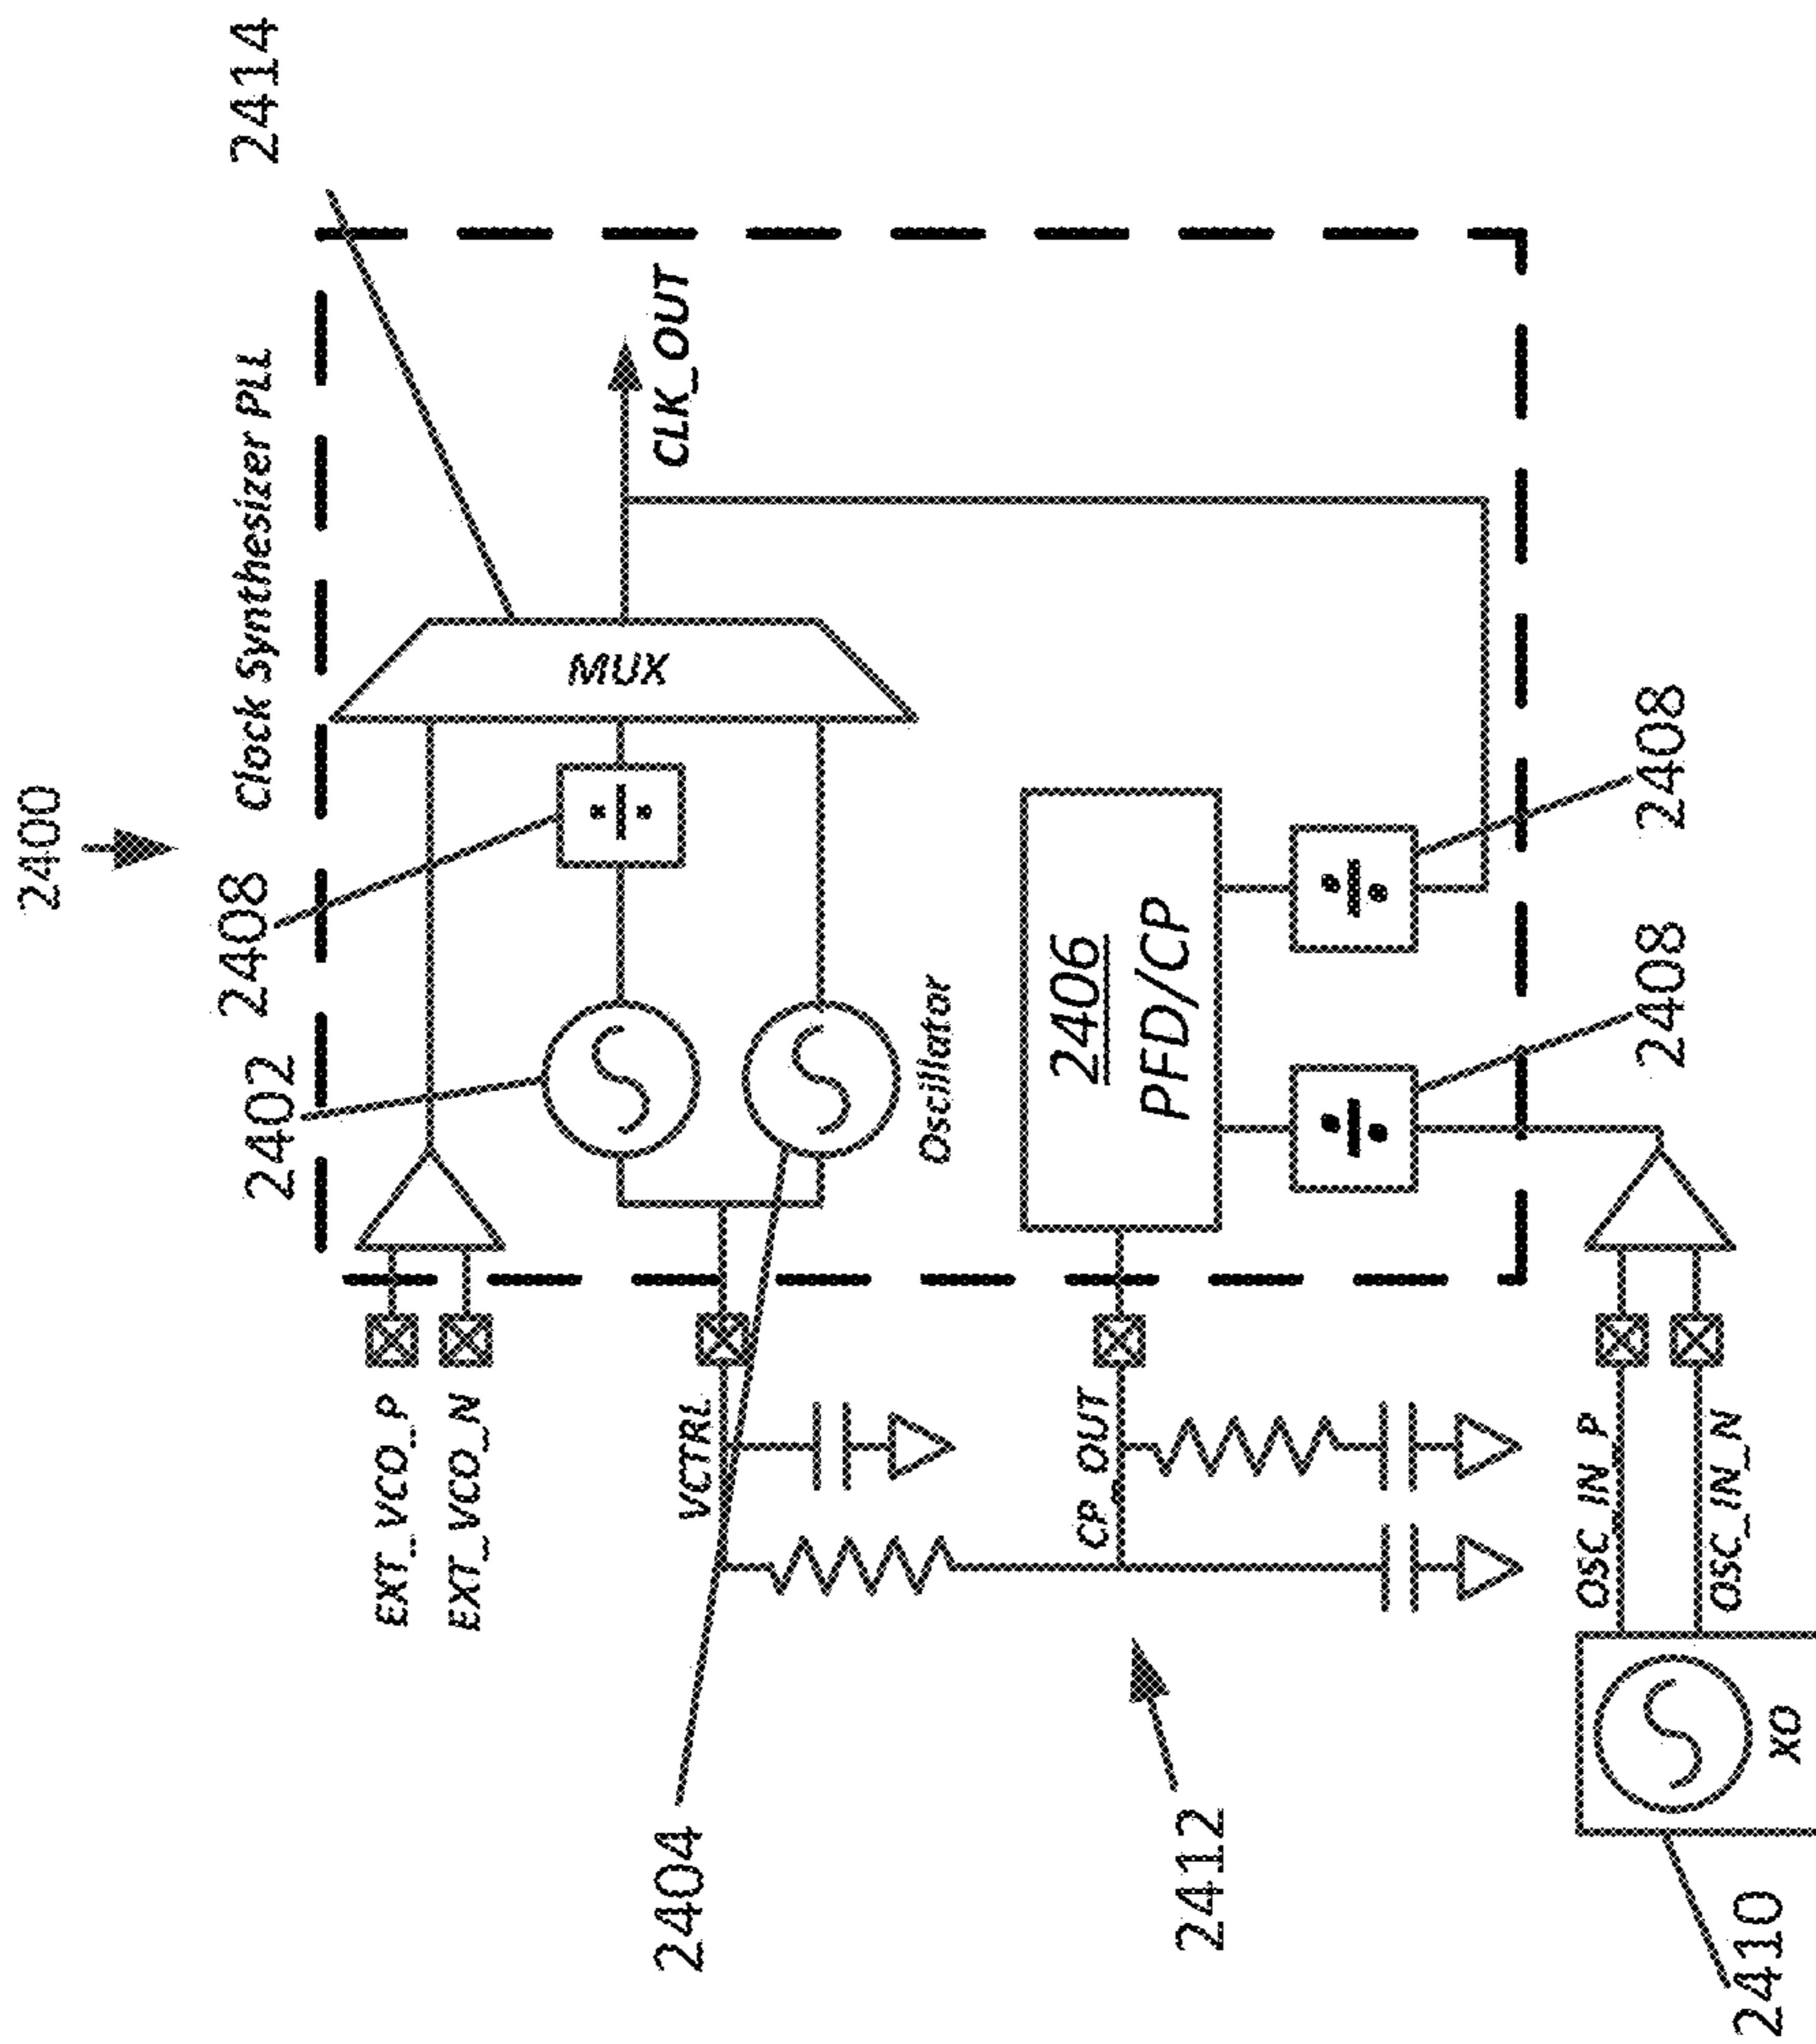 2400
Clock Synthesizer PLL
2414
2402
2408
EXT_VCO_P
EXT_VCO_N
MUX
CLK_OUT
VCTRL
2404
Oscillator
2406
PFD/CP
CP_OUT
2412
2408
2408
OSC_IN_P
OSC_IN_N
XO
2410